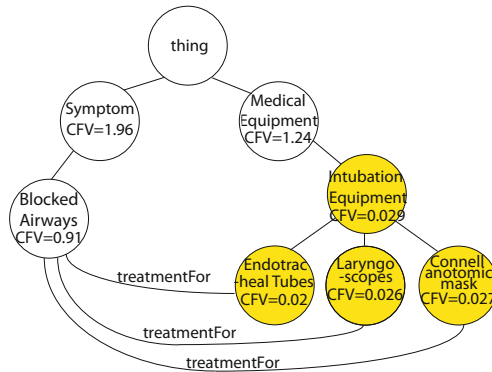 thing
Symptom
CFV=1.96
Medical
Equipment
CFV=1.24
Intubation
Equipment
CFV=0.029
Blocked
Airways
CFV=0.91
Endotrac
-heal Tubes
CFV=0.02
Laryngo
-scopes
CFV=0.026
Connell
anotomic
mask
CFV=0.027
treatmentFor
treatmentFor
treatmentFor